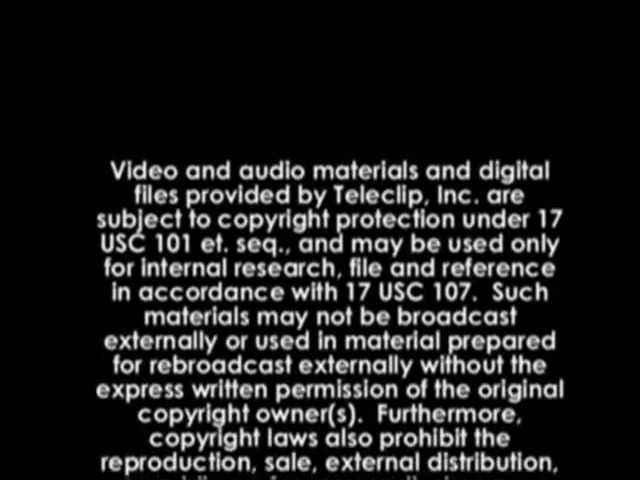 Video and audio materials and digital
files provided by Teleclip, Inc. are
subject to copyright protection under 17
USC 101 et. seq., and may be used only
for internal research, file and reference
in accordance with 17 USC 107.  Such
materials may not be broadcast
externally or used in material prepared
for rebroadcast externally without the
express written permission of the original
copyright owner(s).  Furthermore,
copyright laws also prohibit the
reproduction, sale, external distribution,